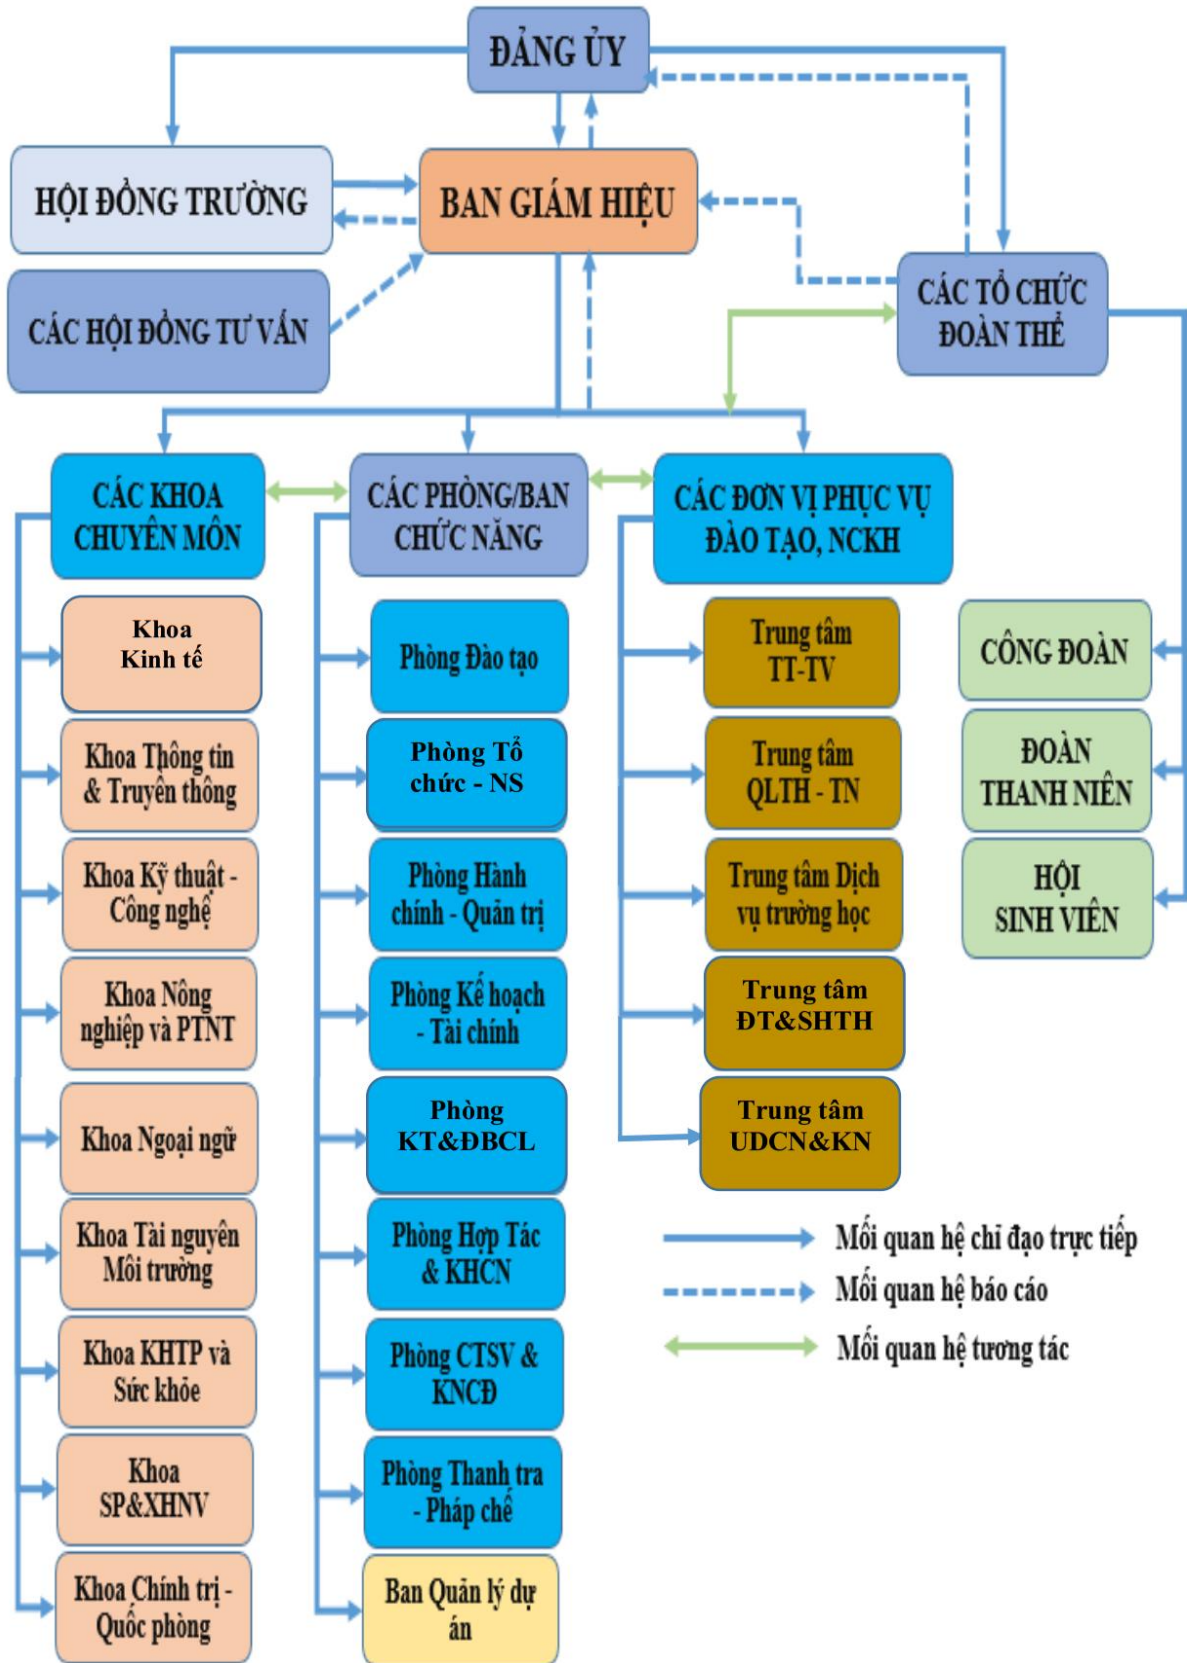 ĐẢNG ỦY
HỘI ĐỒNG TRƯỜNG
BAN GIÁM HIỆU
CÁC HỘI ĐỒNG TƯ VẤN
CÁC TỔ CHỨC
ĐOÀN THỂ
CÁC KHOA
CHUYÊN MÔN
CÁC PHÒNG/BAN
CHỨC NĂNG
CÁC ĐƠN VỊ PHỤC VỤ
ĐÀO TẠO, NCKH
Khoa
Kinh tế
Khoa Thông tin
& Truyền thông
Khoa Kỹ thuật -
Công nghệ
Khoa Nông
nghiệp và PTNT
Khoa Ngoại ngữ
Khoa Tài nguyên
Môi trường
Khoa KHTP và
Sức khỏe
Khoa
SP&XHNV
Khoa Chính trị -
Quốc phòng
Phòng Đào tạo
Phòng Tổ
chức - NS
Phòng Hành
chính - Quản trị
Phòng Kế hoạch
- Tài chính
Phòng
KT&ĐBCL
Phòng Hợp Tác
& KHCN
Phòng CTSV &
KNCĐ
Phòng Thanh tra
- Pháp chế
Ban Quản lý dự
án
Trung tâm
TT-TV
Trung tâm
QLTH - TN
Trung tâm Dịch
vụ trường học
Trung tâm
ĐT&SHTH
Trung tâm
UDCN&KN
CÔNG ĐOÀN
ĐOÀN
THANH NIÊN
HỘI
SINH VIÊN
Mối quan hệ chỉ đạo trực tiếp
Mối quan hệ báo cáo
Mối quan hệ tương tác